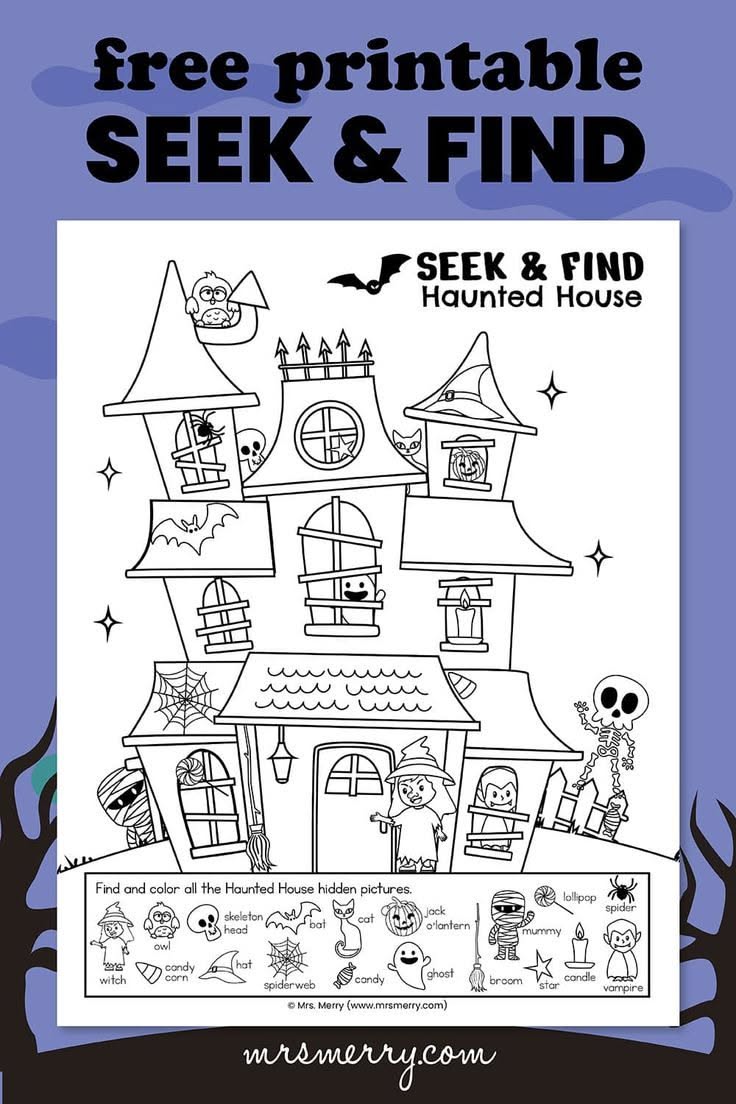 free printable
SEEK & FIND
SEEK & FIND
Haunted House
Find and color all the Haunted House hidden pictures.
witch
owl
skeleton
head
bat
cat
jack
o'lantern
mummy
lollipop
spider
candy
corn
hat
spiderweb
candy
ghost
broom
star
candle
vampire
© Mrs. Merry (www.mrsmerry.com)
mrsmerry.com